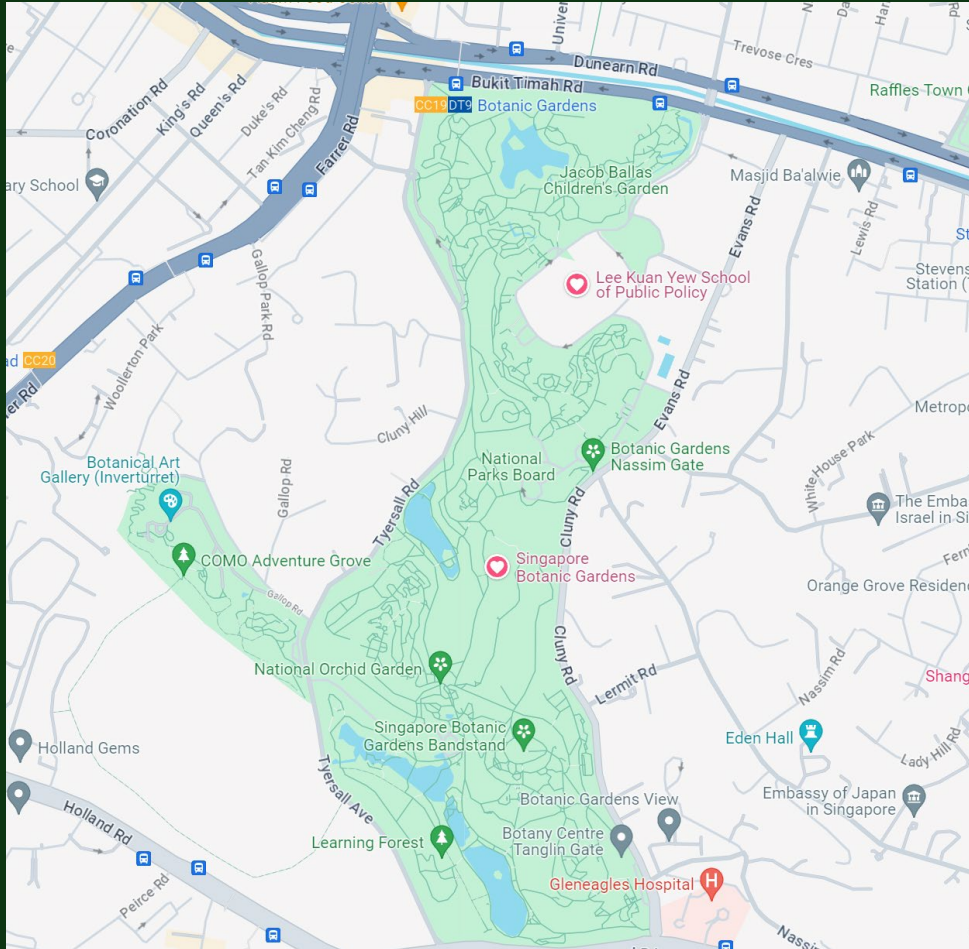 Dunearn Rd
Trevose Cres
Bukit Timah Rd
Raffles Town
CC19 DT9 Botanic Gardens
Coronation Rd
King's Rd
Queen's Rd
Duke's Rd
Tan Kim Cheng Rd
Farrer Rd
ary School
Jacob Ballas
Children's Garden
Masjid Ba'alwie
Evans Rd
Lewis Rd
St
Stevens
Station (
Gallop Park Rd
Lee Kuan Yew School
of Public Policy
ad CC20
Woollerton Park
rer Rd
Evans Rd
Metropo
Cluny Hill
White House Park
Botanical Art
Gallery (Inverturret)
Gallop Rd
National
Parks Board
Botanic Gardens
Nassim Gate
Tyersall Rd
Cluny Rd
The Emba
Israel in Si
Fern
COMO Adventure Grove
Singapore
Botanic Gardens
Orange Grove Residenc
Gallop Rd
Cluny Rd
National Orchid Garden
Lermit Rd
Nassim Rd
Shang
Singapore Botanic
Gardens Bandstand
Eden Hall
Lady Hill Rd
Holland Gems
Tyersall Ave
Botanic Gardens View
Embassy of Japan
in Singapore
Holland Rd
Learning Forest
Botany Centre
Tanglin Gate
Gleneagles Hospital
H
Peirce Rd
Nassi